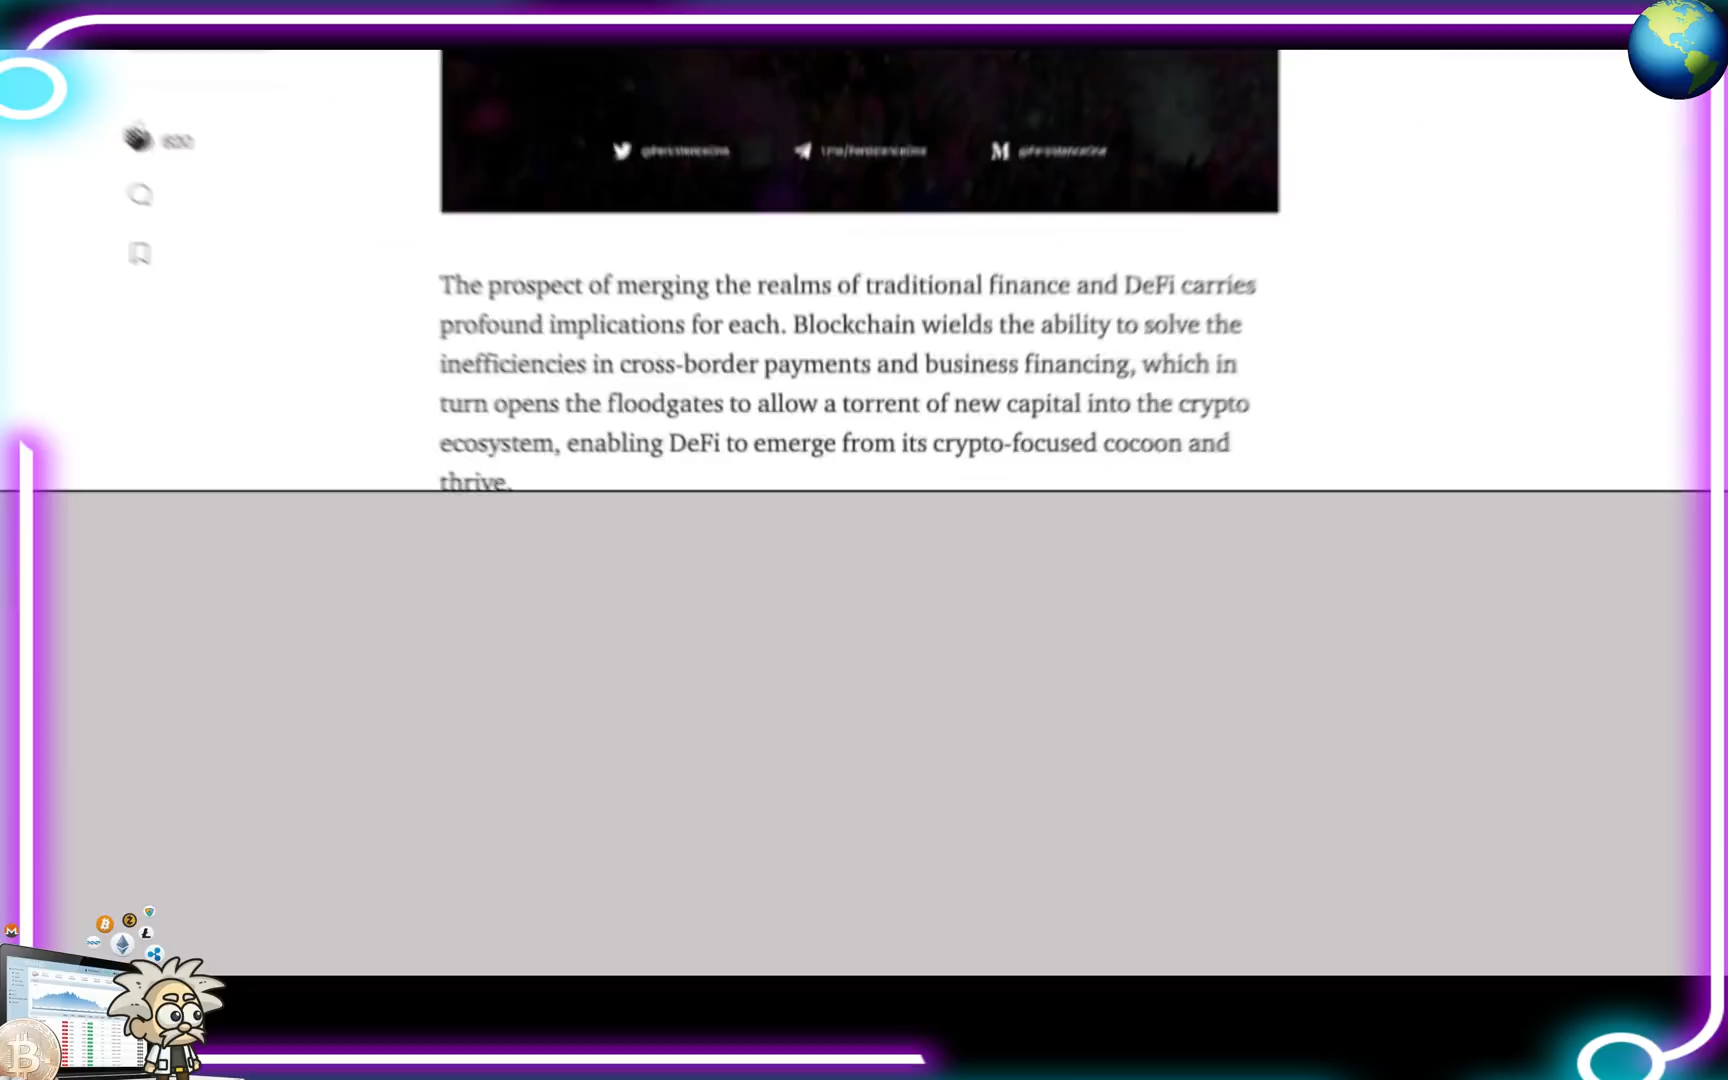 The prospect of merging the realms of traditional finance and DeFi carries
profound implications for each. Blockchain wields the ability to solve the
inefficiencies in cross-border payments and business financing, which in
turn opens the floodgates to allow a torrent of new capital into the crypto
ecosystem, enabling DeFi to emerge from its crypto-focused cocoon and
thrive.